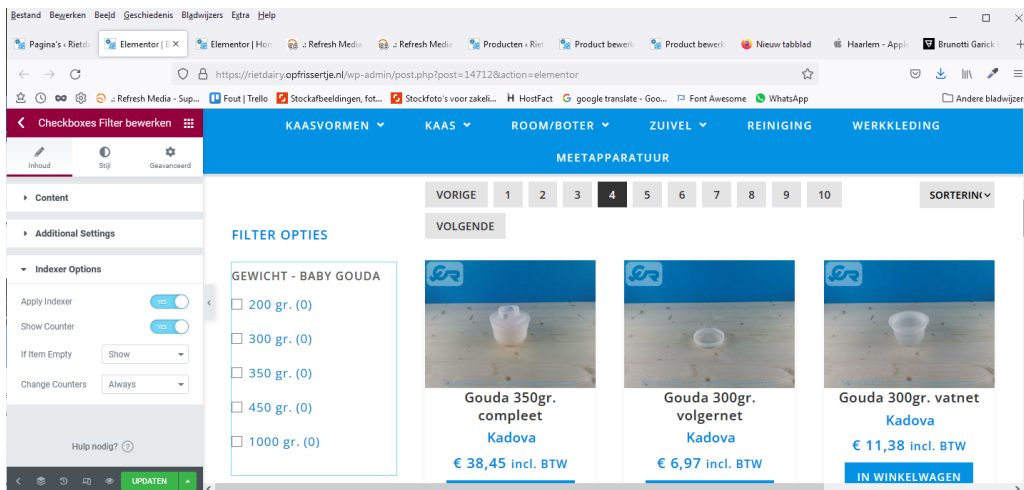 Bestand Bewerken Beeld Geschiedenis Bladwijzers Extra Help
Pagina's ‹ Rietd
Elementor | B
Elementor | Hon
.: Refresh Media
.: Refresh Media
Producten ‹ Riet
Product bewerk
Product bewerk
Nieuw tabblad
Haarlem - Apple
Brunotti Garick
https://rietdairy.opfrissertje.nl/wp-admin/post.php?post=14712&action=elementor
.: Refresh Media - Sup...
Fout | Trello
Stockafbeeldingen, fot...
Stockfoto's voor zakeli...
HostFact
google translate - Goo...
Font Awesome
WhatsApp
Andere bladwijzers
Checkboxes Filter bewerken
Inhoud
Stijl
Geavanceerd
Content
Additional Settings
Indexer Options
Apply Indexer YES
Show Counter YES
If Item Empty Show
Change Counters Always
Hulp nodig?
UPDATEN
KAASVORMEN KAAS ROOM/BOTER ZUIVEL REINIGING WERKKLEDING
MEETAPPARATUUR
VORIGE 1 2 3 4 5 6 7 8 9 10
VOLGENDE
SORTERIN
FILTER OPTIES
GEWICHT - BABY GOUDA
200 gr. (0)
300 gr. (0)
350 gr. (0)
450 gr. (0)
1000 gr. (0)
Gouda 350gr.
compleet
Kadova
€ 38,45 incl. BTW
Gouda 300gr.
volgernet
Kadova
€ 6,97 incl. BTW
Gouda 300gr. vatnet
Kadova
€ 11,38 incl. BTW
IN WINKELWAGEN